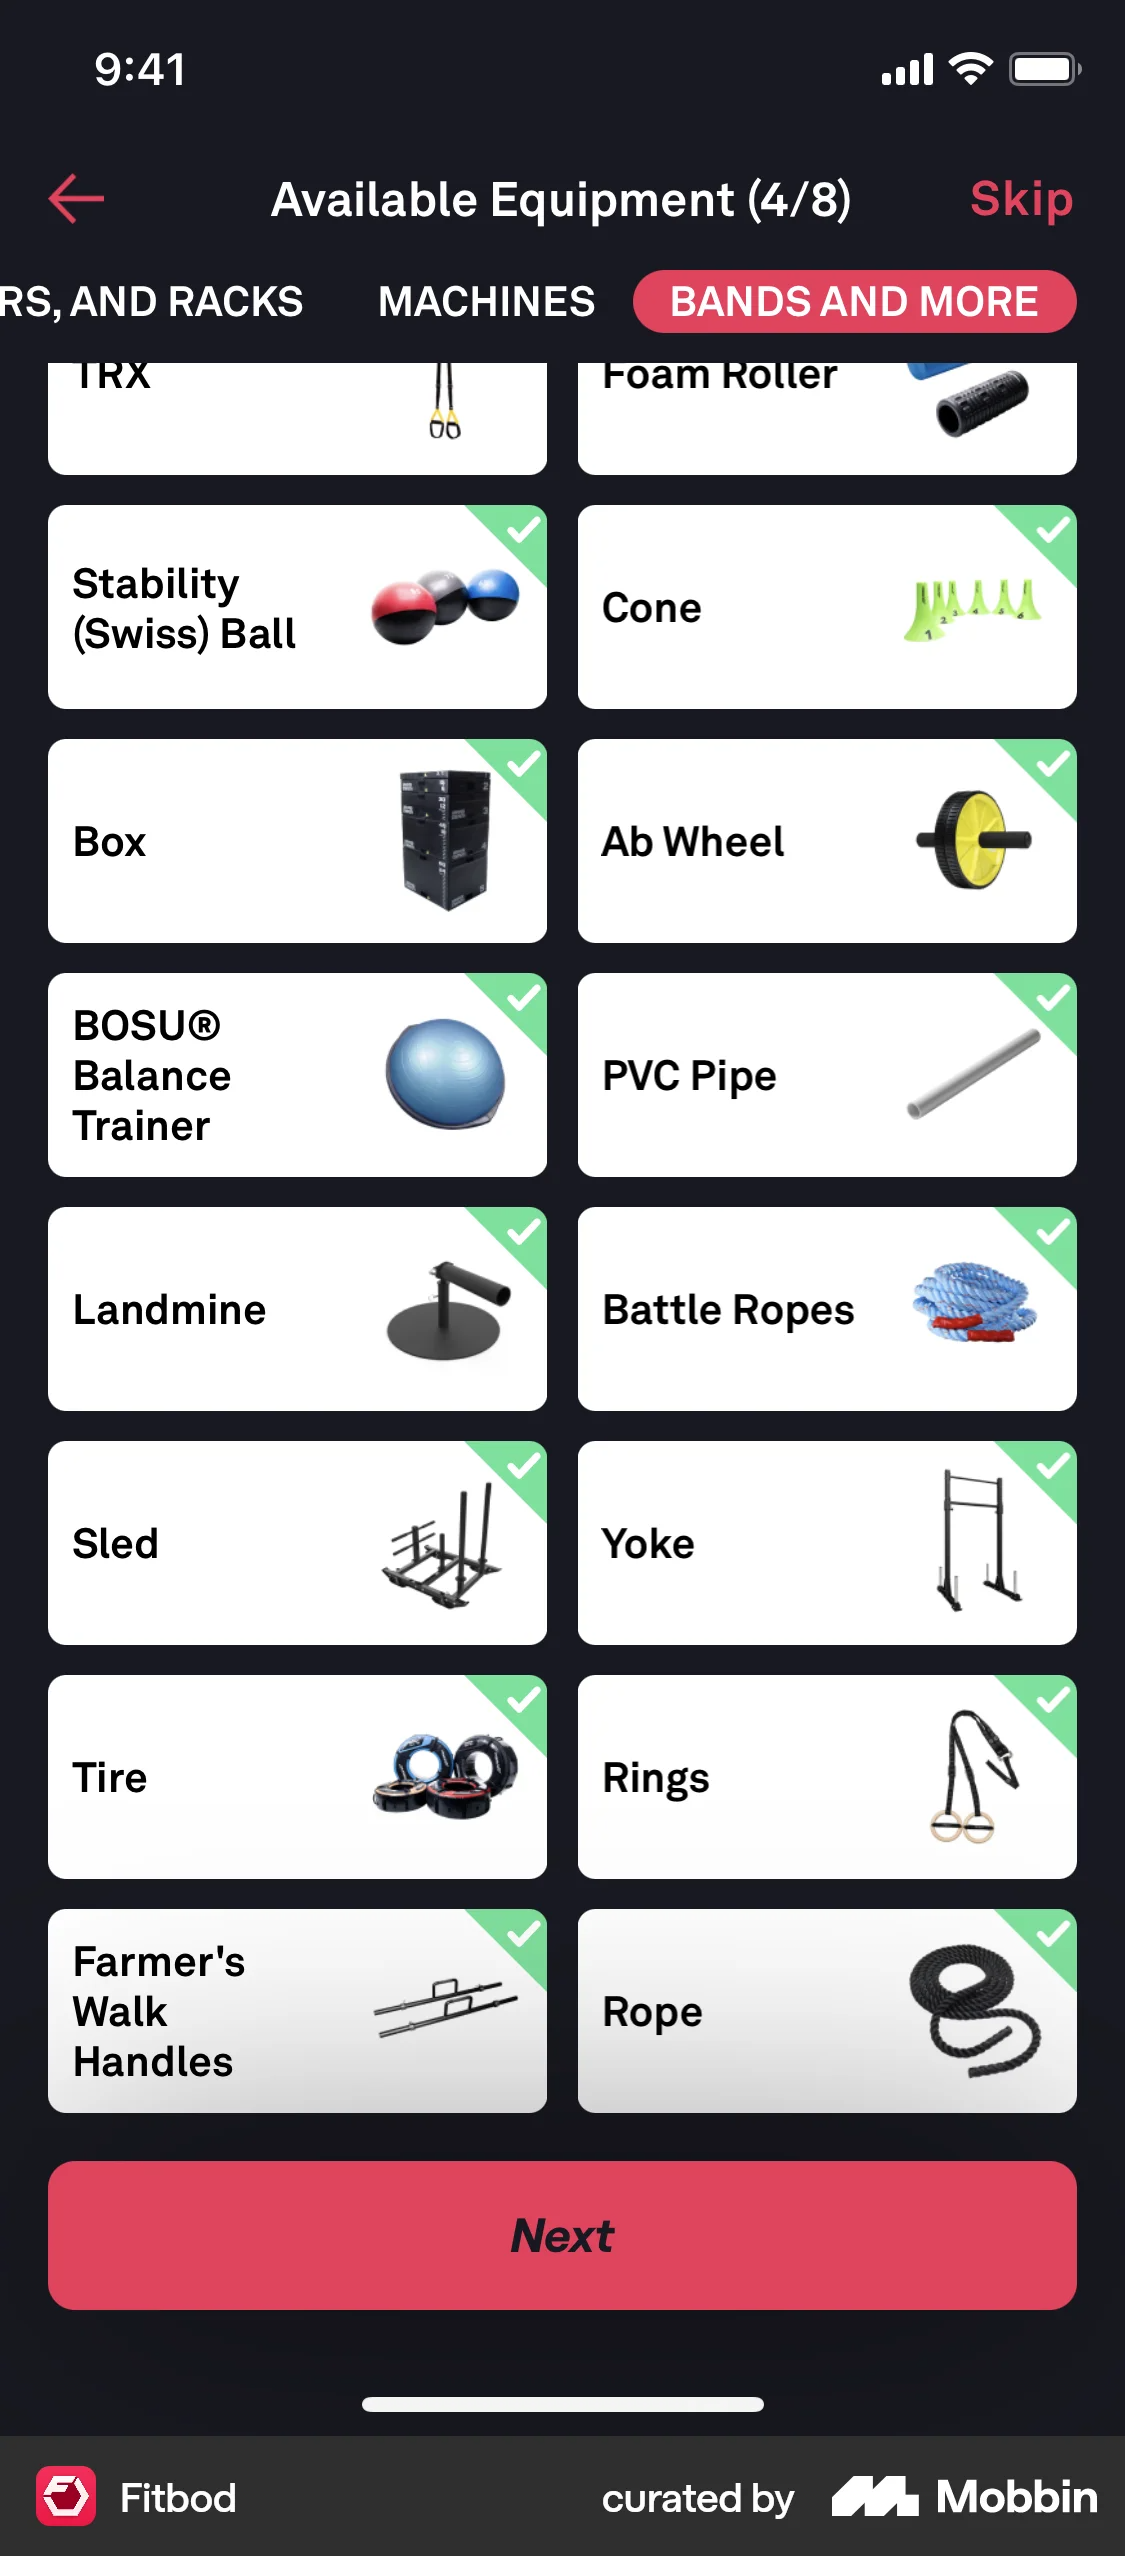 9:41
Available Equipment (4/8)
Skip
RS, AND RACKS
MACHINES
BANDS AND MORE
TRX
Foam Roller
Stability
(Swiss) Ball
Cone
Box
Ab Wheel
BOSU®
Balance
Trainer
PVC Pipe
Landmine
Battle Ropes
Sled
Yoke
Tire
Rings
Farmer's
Walk
Handles
Rope
Next
Fitbod
curated by
Mobbin